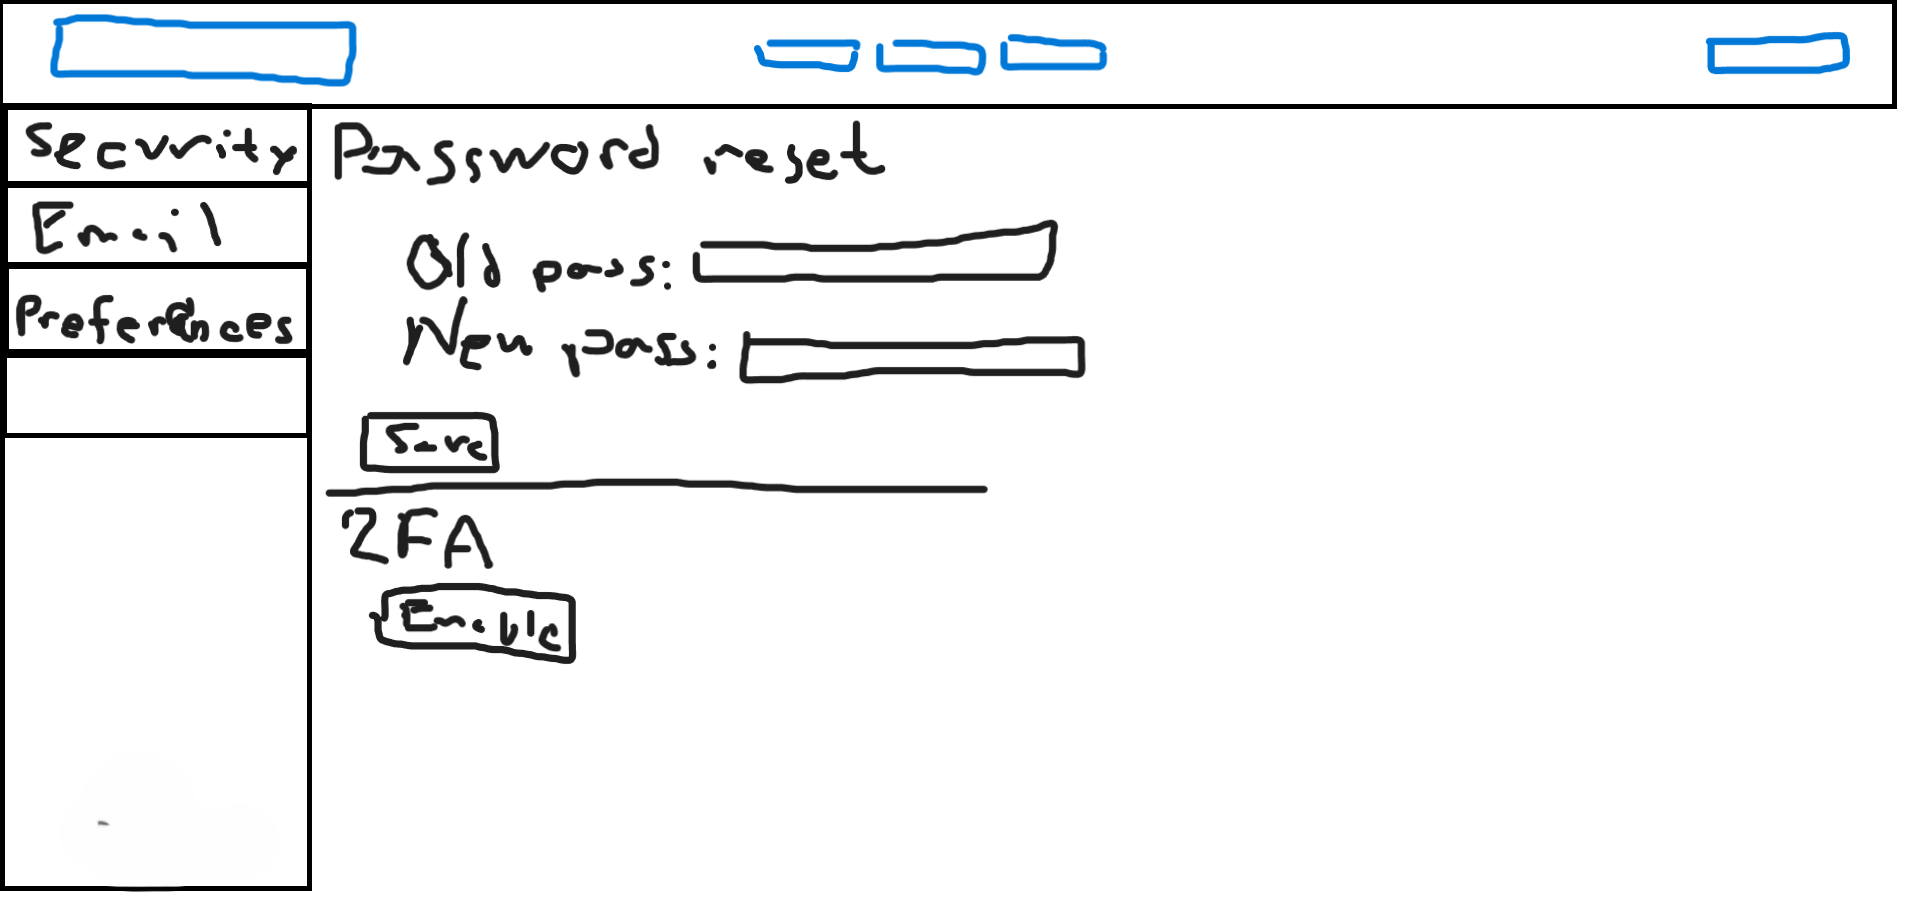 Security
Email
Preferences
Password reset
Old pass:
New pass:
Save
2FA
Enable